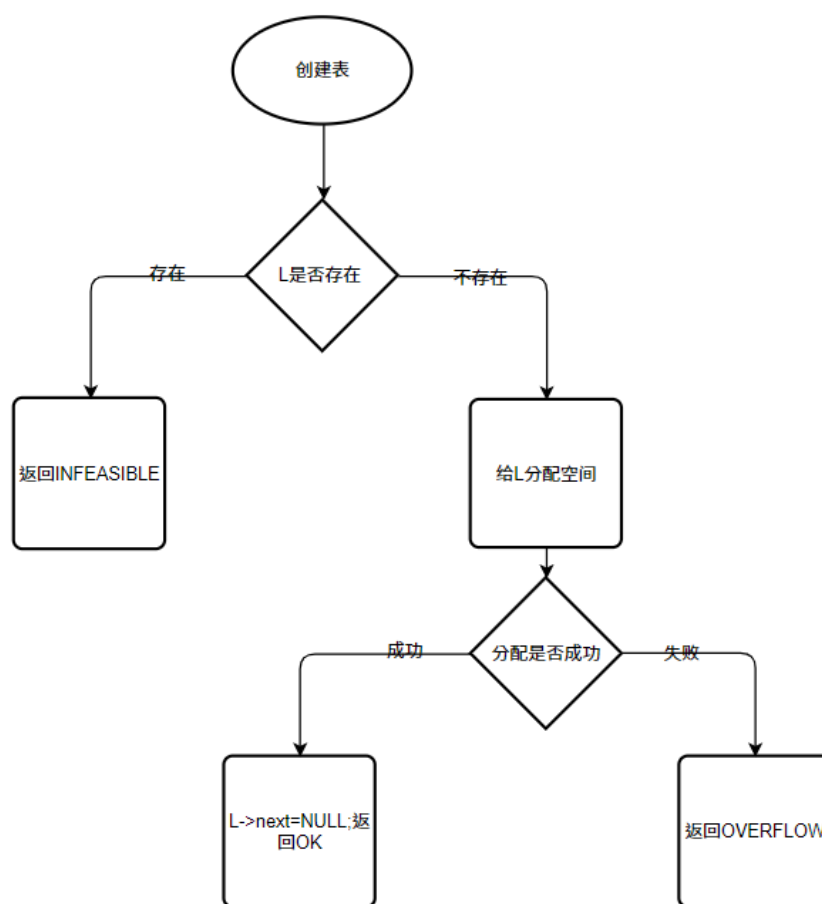 创建表
L是否存在
存在
不存在
返回INFEASIBLE
给L分配空间
分配是否成功
成功
失败
L->next=NULL;返
回OK
返回OVERFLOW